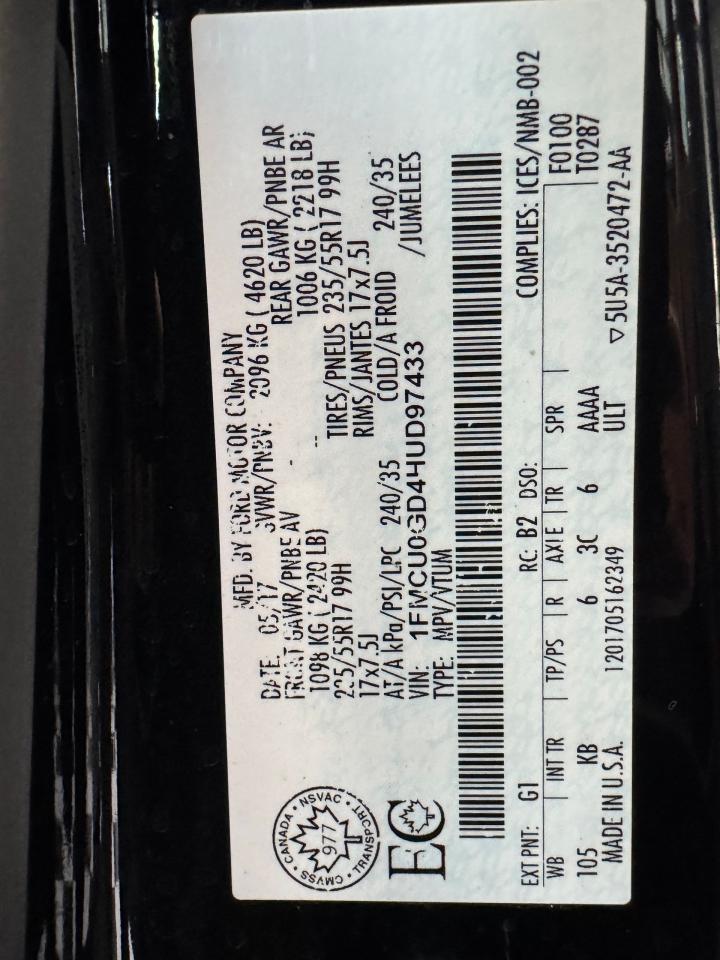 MFD. BY FORD MOTOR COMPANY
DATE: 05/17 GVWR/PNBV: 2096 KG ( 4620 LB)
FRONT GAWR/PNBE AV REAR GAWR/PNBE AR
1098 KG ( 2420 LB) 1006 KG ( 2218 LB)
235/55R17 99H TIRES/PNEUS 235/55R17 99H
17x7.5J RIMS/JANTES 17x7.5J
AT/A kPa/PSI/LPC 240/35 COLD/A FROID 240/35
VIN: 1FMCU0GD4HUD97433 /JUMELEES
TYPE: MPV/VTUM
CANADA • NSVAC • TRANSPORT • CMVSS •
977
EC
EXT PNT: G1 RC: B2 DSO: COMPLIES: ICES/NMB-002
WB INT TR TP/PS R AXLE TR SPR F0100
105 KB 6 3C 6 AAAA T0287
MADE IN U.S.A. 1201705162349 ULT ▽5U5A-3520472-AA